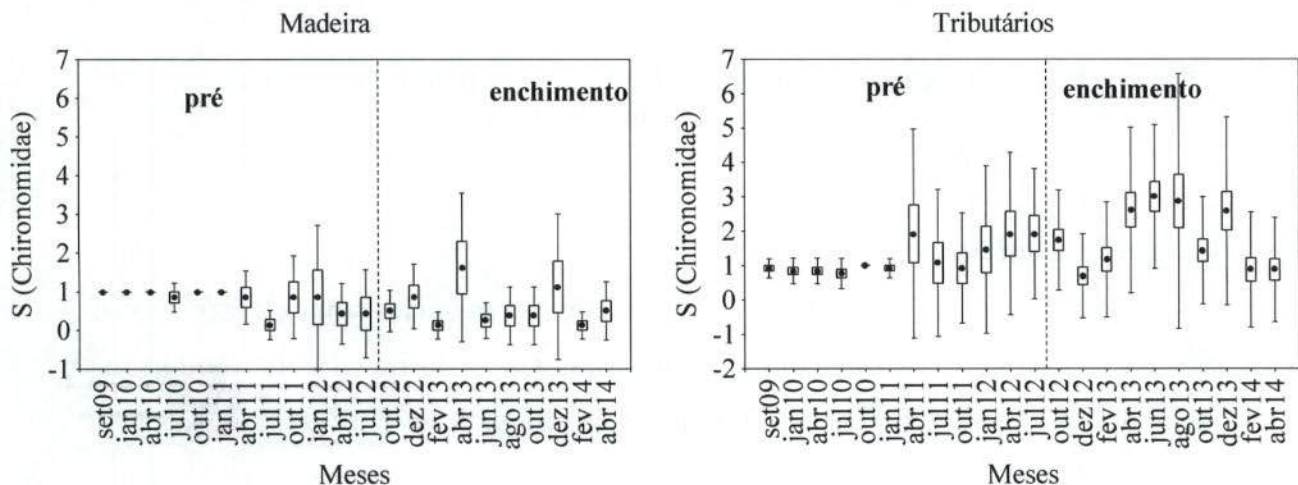 Madeira
S (Chironomidae)
7
6
5
4
3
2
1
0
-1
pré
enchimento
set09
jan10
abr10
jul10
out10
jan11
abr11
jul11
out11
jan12
abr12
jul12
out12
dez12
fev13
abr13
jun13
ago13
out13
dez13
fev14
abr14
Meses
Tributários
S (Chironomidae)
7
6
5
4
3
2
1
0
-1
-2
pré
enchimento
set09
jan10
abr10
jul10
out10
jan11
abr11
jul11
out11
jan12
abr12
jul12
out12
dez12
fev13
abr13
jun13
ago13
out13
dez13
fev14
abr14
Meses